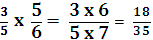 3/5 x 5/6 = 3 x 6/5 x 7 = 18/35